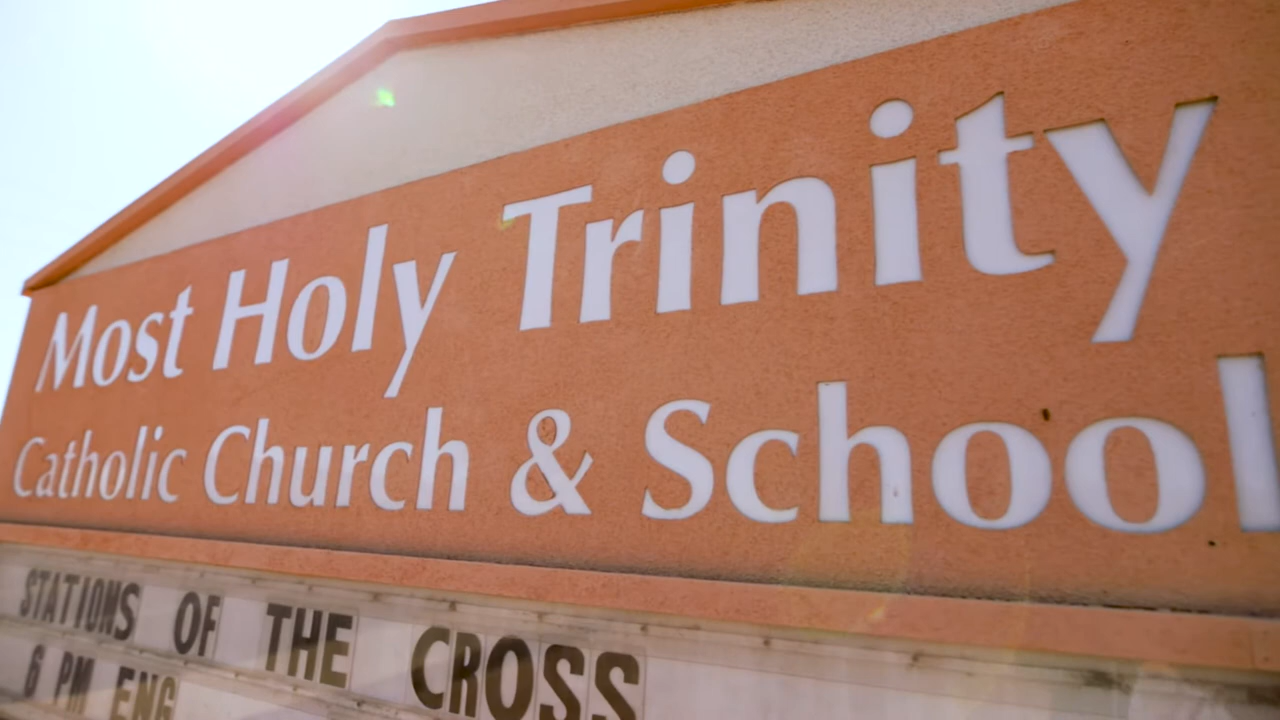 Most Holy Trinity
Catholic Church & School
STATIONS OF THE CROSS
6 PM ENG